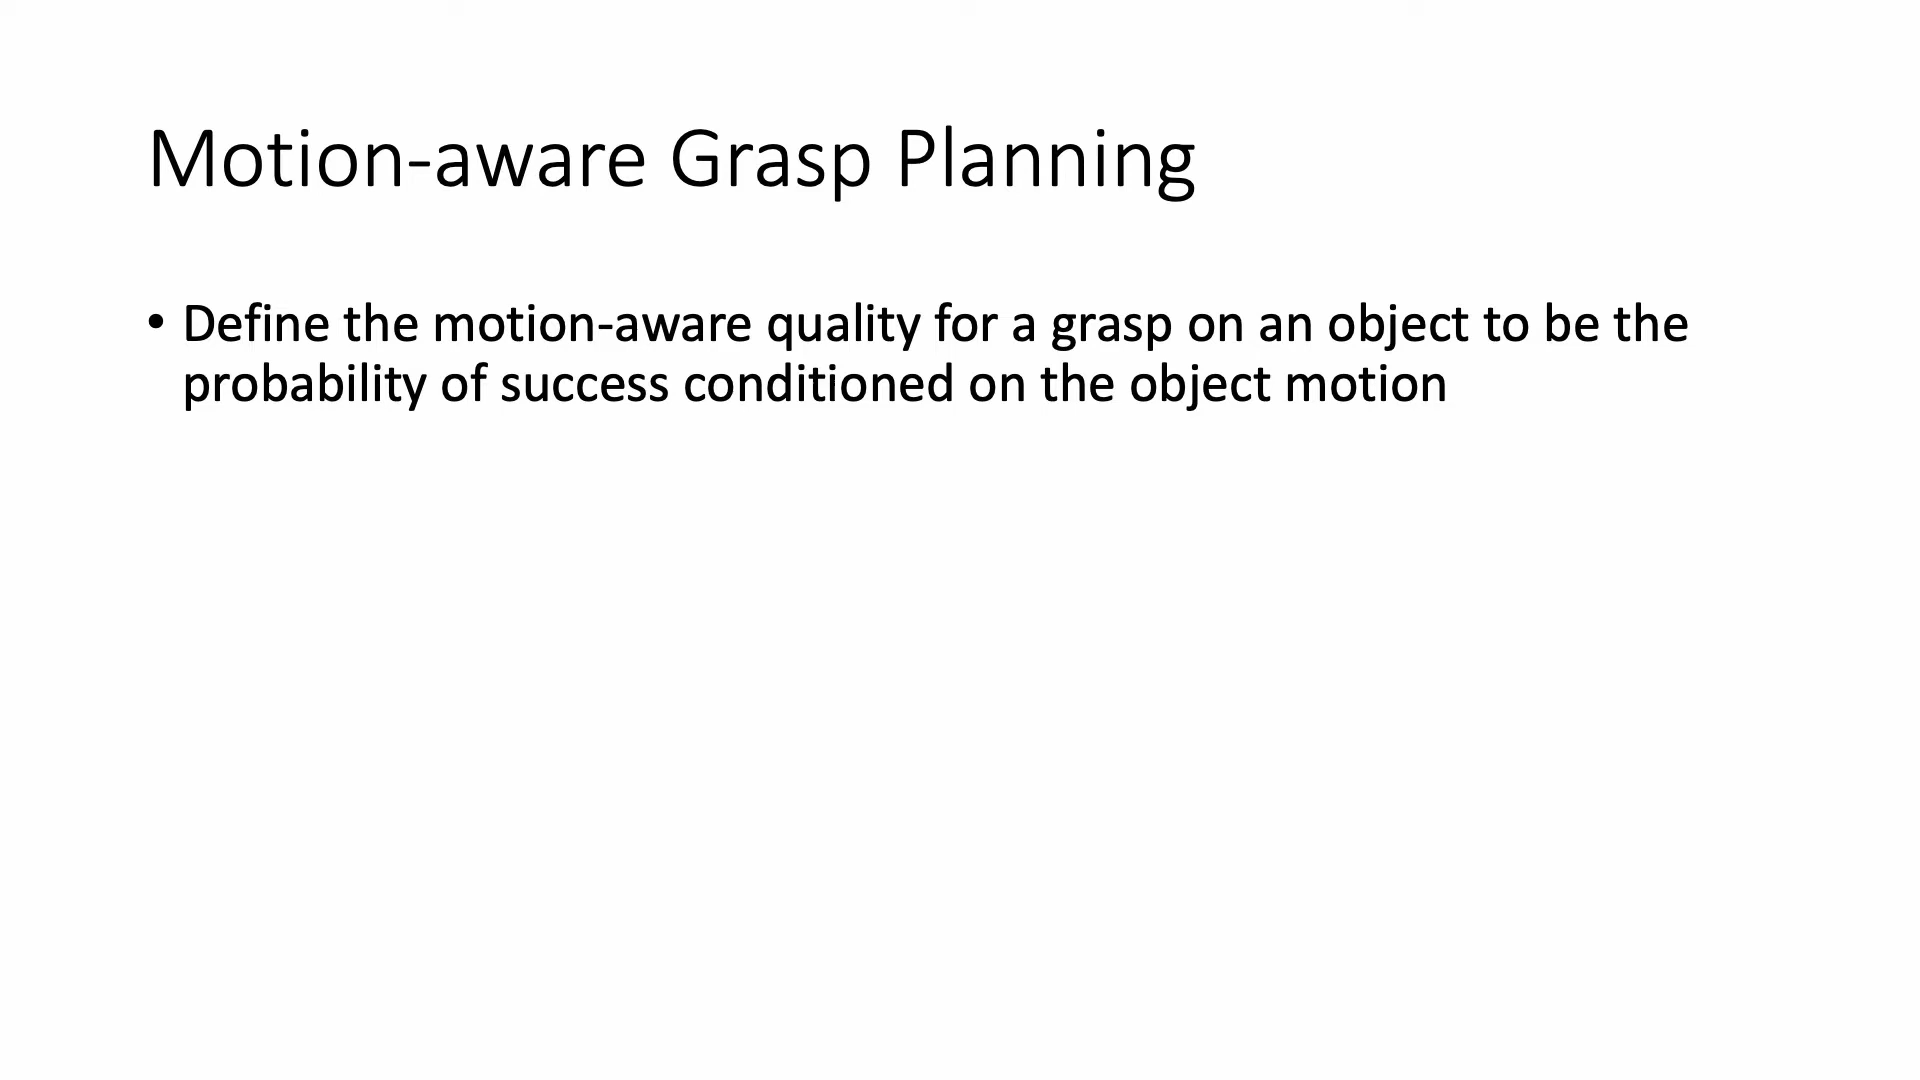 Motion-aware Grasp Planning
• Define the motion-aware quality for a grasp on an object to be the
probability of success conditioned on the object motion